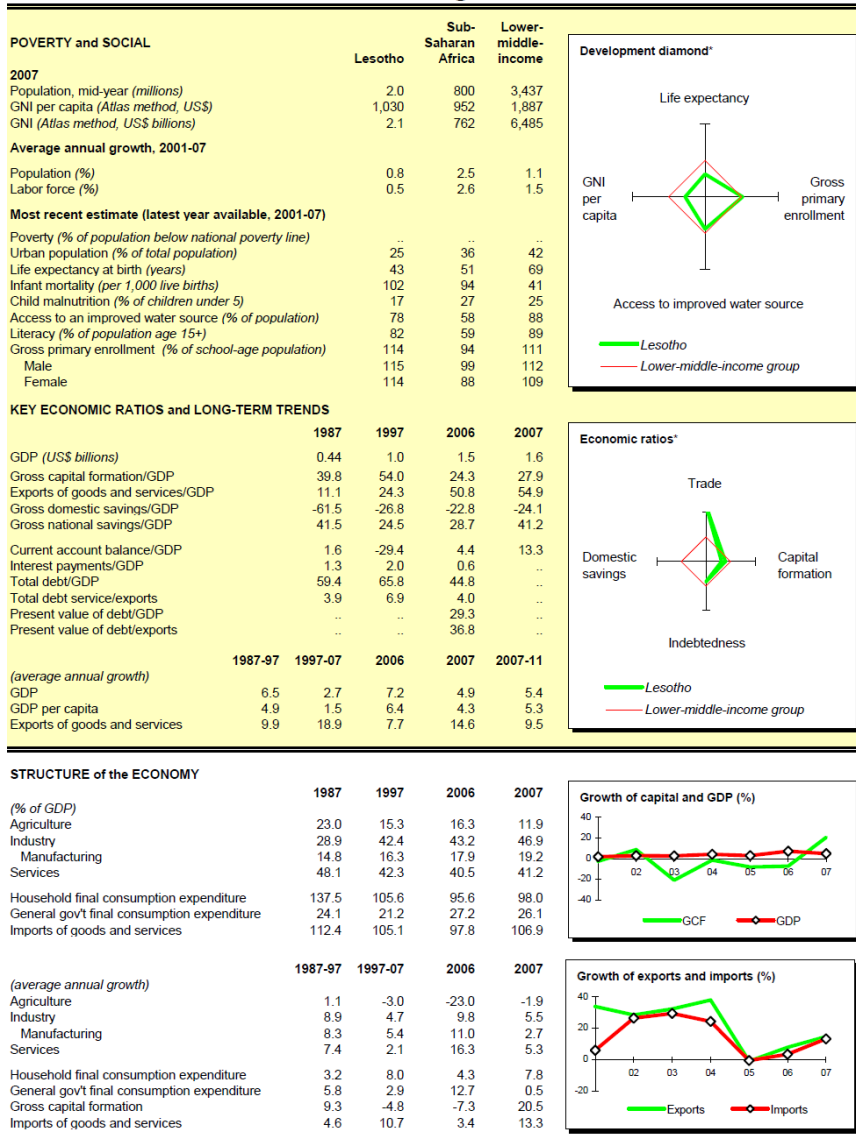 POVERTY and SOCIAL Lesotho Sub-Saharan Africa Lower-middle-income
2007
Population, mid-year (millions) 2.0 800 3,437
GNI per capita (Atlas method, US$) 1,030 952 1,887
GNI (Atlas method, US$ billions) 2.1 762 6,485
Average annual growth, 2001-07
Population (%) 0.8 2.5 1.1
Labor force (%) 0.5 2.6 1.5
Most recent estimate (latest year available, 2001-07)
Poverty (% of population below national poverty line) .. .. ..
Urban population (% of total population) 25 36 42
Life expectancy at birth (years) 43 51 69
Infant mortality (per 1,000 live births) 102 94 41
Child malnutrition (% of children under 5) 17 27 25
Access to an improved water source (% of population) 78 58 88
Literacy (% of population age 15+) 82 59 89
Gross primary enrollment (% of school-age population) 114 94 111
Male 115 99 112
Female 114 88 109
Development diamond*
Life expectancy
GNI per capita
Gross primary enrollment
Access to improved water source
Lesotho
Lower-middle-income group
KEY ECONOMIC RATIOS and LONG-TERM TRENDS
1987 1997 2006 2007
GDP (US$ billions) 0.44 1.0 1.5 1.6
Gross capital formation/GDP 39.8 54.0 24.3 27.9
Exports of goods and services/GDP 11.1 24.3 50.8 54.9
Gross domestic savings/GDP -61.5 -26.8 -22.8 -24.1
Gross national savings/GDP 41.5 24.5 28.7 41.2
Current account balance/GDP 1.6 -29.4 4.4 13.3
Interest payments/GDP 1.3 2.0 0.6 ..
Total debt/GDP 59.4 65.8 44.8 ..
Total debt service/exports 3.9 6.9 4.0 ..
Present value of debt/GDP .. .. 29.3 ..
Present value of debt/exports .. .. 36.8 ..
1987-97 1997-07 2006 2007 2007-11
(average annual growth)
GDP 6.5 2.7 7.2 4.9 5.4
GDP per capita 4.9 1.5 6.4 4.3 5.3
Exports of goods and services 9.9 18.9 7.7 14.6 9.5
Economic ratios*
Trade
Domestic savings
Capital formation
Indebtedness
Lesotho
Lower-middle-income group
STRUCTURE of the ECONOMY
1987 1997 2006 2007
(% of GDP)
Agriculture 23.0 15.3 16.3 11.9
Industry 28.9 42.4 43.2 46.9
Manufacturing 14.8 16.3 17.9 19.2
Services 48.1 42.3 40.5 41.2
Household final consumption expenditure 137.5 105.6 95.6 98.0
General gov't final consumption expenditure 24.1 21.2 27.2 26.1
Imports of goods and services 112.4 105.1 97.8 106.9
Growth of capital and GDP (%)
40
20
0
-20
-40
02 03 04 05 06 07
GCF GDP
1987-97 1997-07 2006 2007
(average annual growth)
Agriculture 1.1 -3.0 -23.0 -1.9
Industry 8.9 4.7 9.8 5.5
Manufacturing 8.3 5.4 11.0 2.7
Services 7.4 2.1 16.3 5.3
Household final consumption expenditure 3.2 8.0 4.3 7.8
General gov't final consumption expenditure 5.8 2.9 12.7 0.5
Gross capital formation 9.3 -4.8 -7.3 20.5
Imports of goods and services 4.6 10.7 3.4 13.3
Growth of exports and imports (%)
40
20
0
-20
02 03 04 05 06 07
Exports Imports